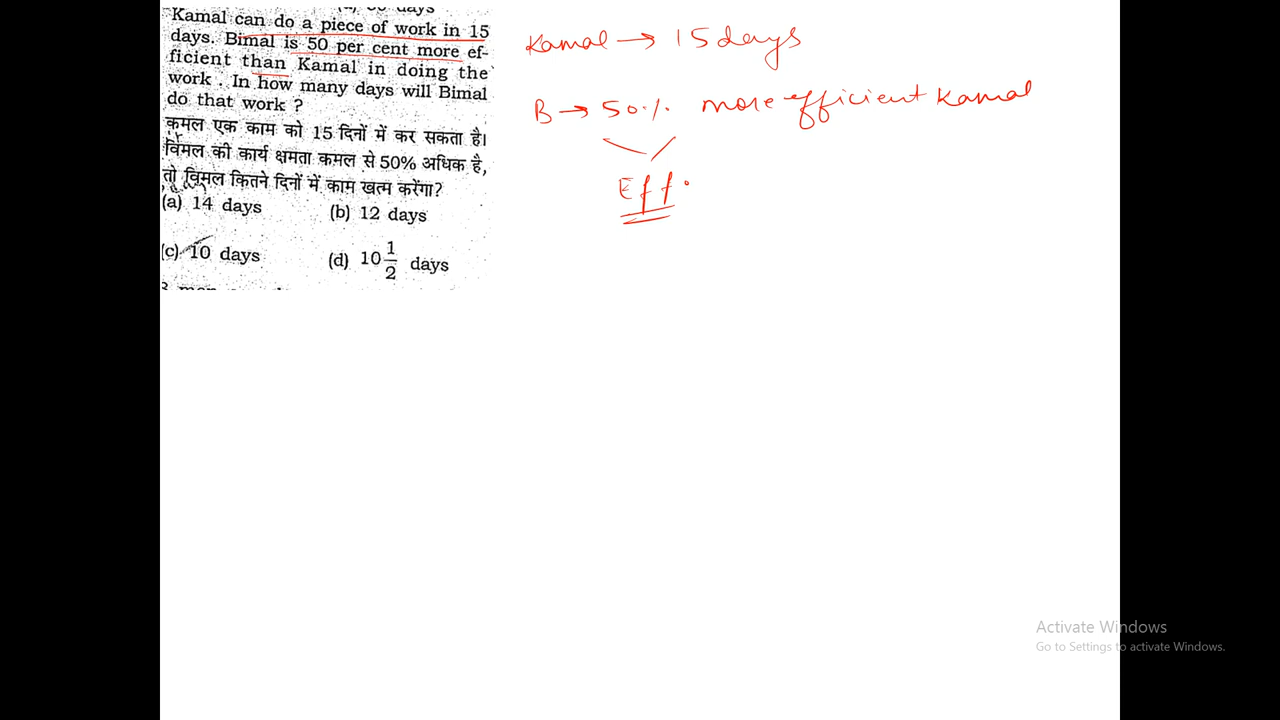 days
Kamal can do a piece of work in 15
days. Bimal is 50 per cent more ef-
ficient than Kamal in doing the
work . In how many days will Bimal
do that work ?
कमल एक काम को 15 दिनों में कर सकता है।
विमल की कार्य क्षमता कमल से 50% अधिक है,
तो विमल कितने दिनों में काम खत्म करेंगा?
(a) 14 days (b) 12 days
(c) 10 days (d) 10 1/2 days
Kamal → 15 days
B → 50% more efficient Kamal
Eff.
Activate Windows
Go to Settings to activate Windows.